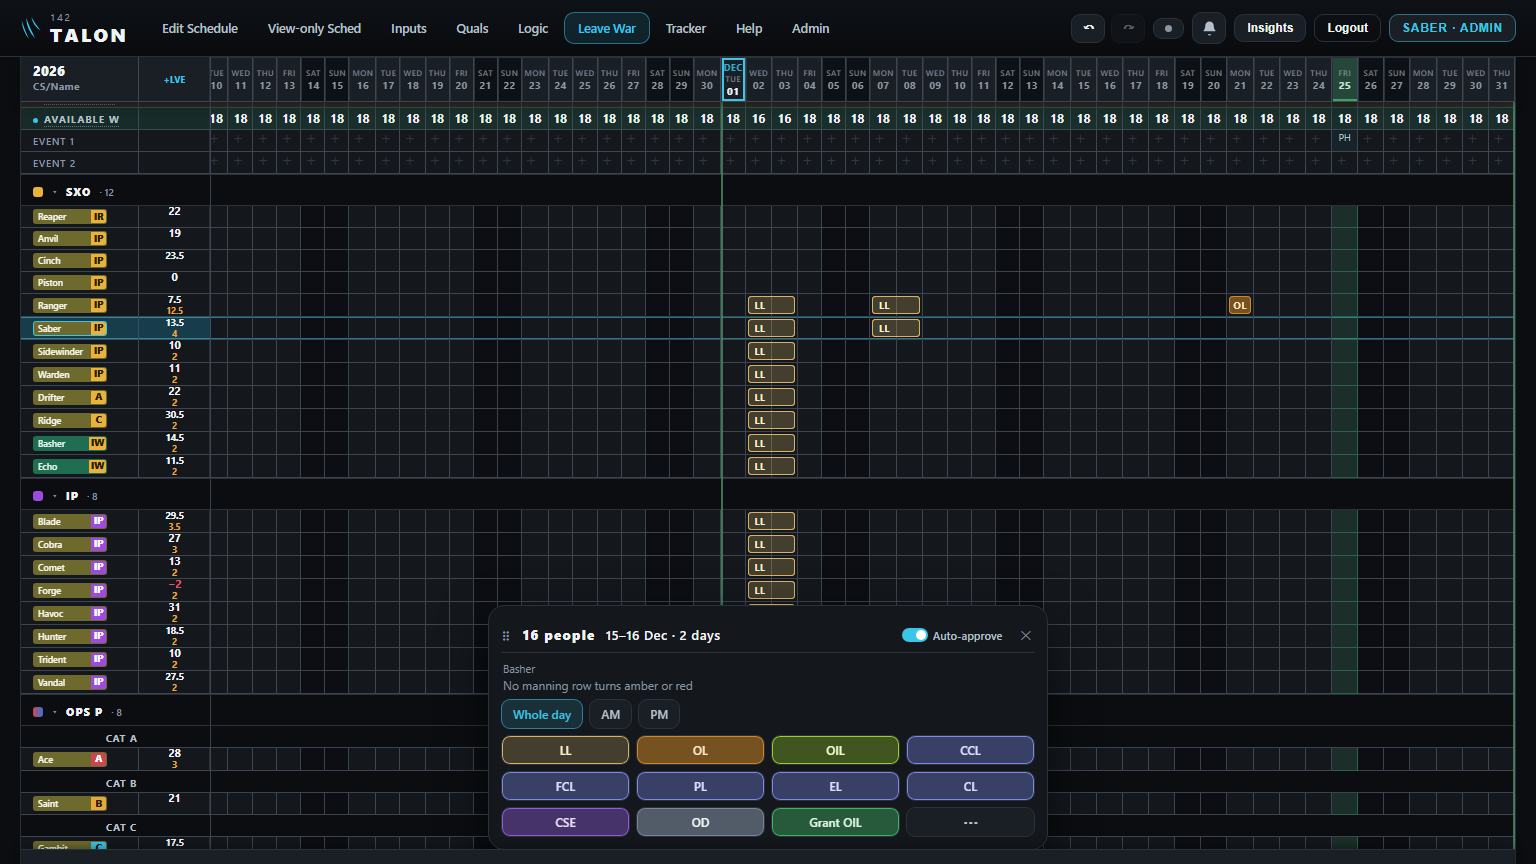 142
TALON
Edit Schedule
View-only Sched
Inputs
Quals
Logic
Leave War
Tracker
Help
Admin
Insights
Logout
SABER · ADMIN
2026
CS/Name
+LVE
TUE 10 WED 11 THU 12 FRI 13 SAT 14 SUN 15 MON 16 TUE 17 WED 18 THU 19 FRI 20 SAT 21 SUN 22 MON 23 TUE 24 WED 25 THU 26 FRI 27 SAT 28 SUN 29 MON 30 DEC TUE 01 WED 02 THU 03 FRI 04 SAT 05 SUN 06 MON 07 TUE 08 WED 09 THU 10 FRI 11 SAT 12 SUN 13 MON 14 TUE 15 WED 16 THU 17 FRI 18 SAT 19 SUN 20 MON 21 TUE 22 WED 23 THU 24 FRI 25 SAT 26 SUN 27 MON 28 TUE 29 WED 30 THU 31
AVAILABLE W 18 18 18 18 18 18 18 18 18 18 18 18 18 18 18 18 18 18 18 18 18 18 16 16 18 18 18 18 18 18 18 18 18 18 18 18 18 18 18 18 18 18 18 18 18 18 18 18 18 18 18 18
EVENT 1 PH
EVENT 2
SXO · 12
Reaper IR 22
Anvil IP 19
Cinch IP 23.5
Piston IP 0
Ranger IP 7.5 12.5 LL LL OL
Saber IP 13.5 4 LL LL
Sidewinder IP 10 2 LL
Warden IP 11 2 LL
Drifter A 22 2 LL
Ridge C 30.5 2 LL
Basher IW 14.5 2 LL
Echo IW 11.5 2 LL
IP · 8
Blade IP 29.5 3.5 LL
Cobra IP 27 3 LL
Comet IP 13 2 LL
Forge IP −2 2 LL
Havoc IP 31 2
Hunter IP 18.5 2
Trident IP 10 2
Vandal IP 27.5 2
OPS P · 8
CAT A
Ace A 28 3
CAT B
Saint B 21
CAT C
Gambit C 17.5
16 people 15–16 Dec · 2 days
Auto-approve
Basher
No manning row turns amber or red
Whole day AM PM
LL OL OIL CCL
FCL PL EL CL
CSE OD Grant OIL ---